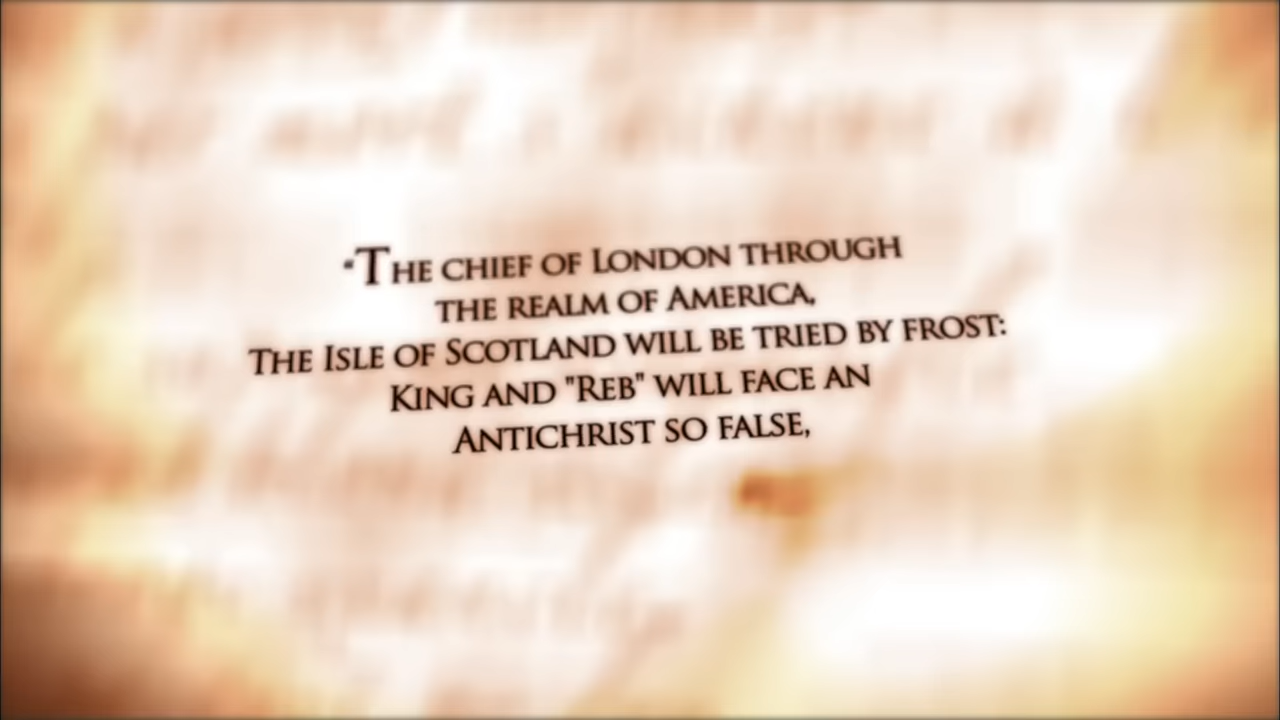 "The chief of London through
the realm of America,
The Isle of Scotland will be tried by frost:
King and "Reb" will face an
Antichrist so false,